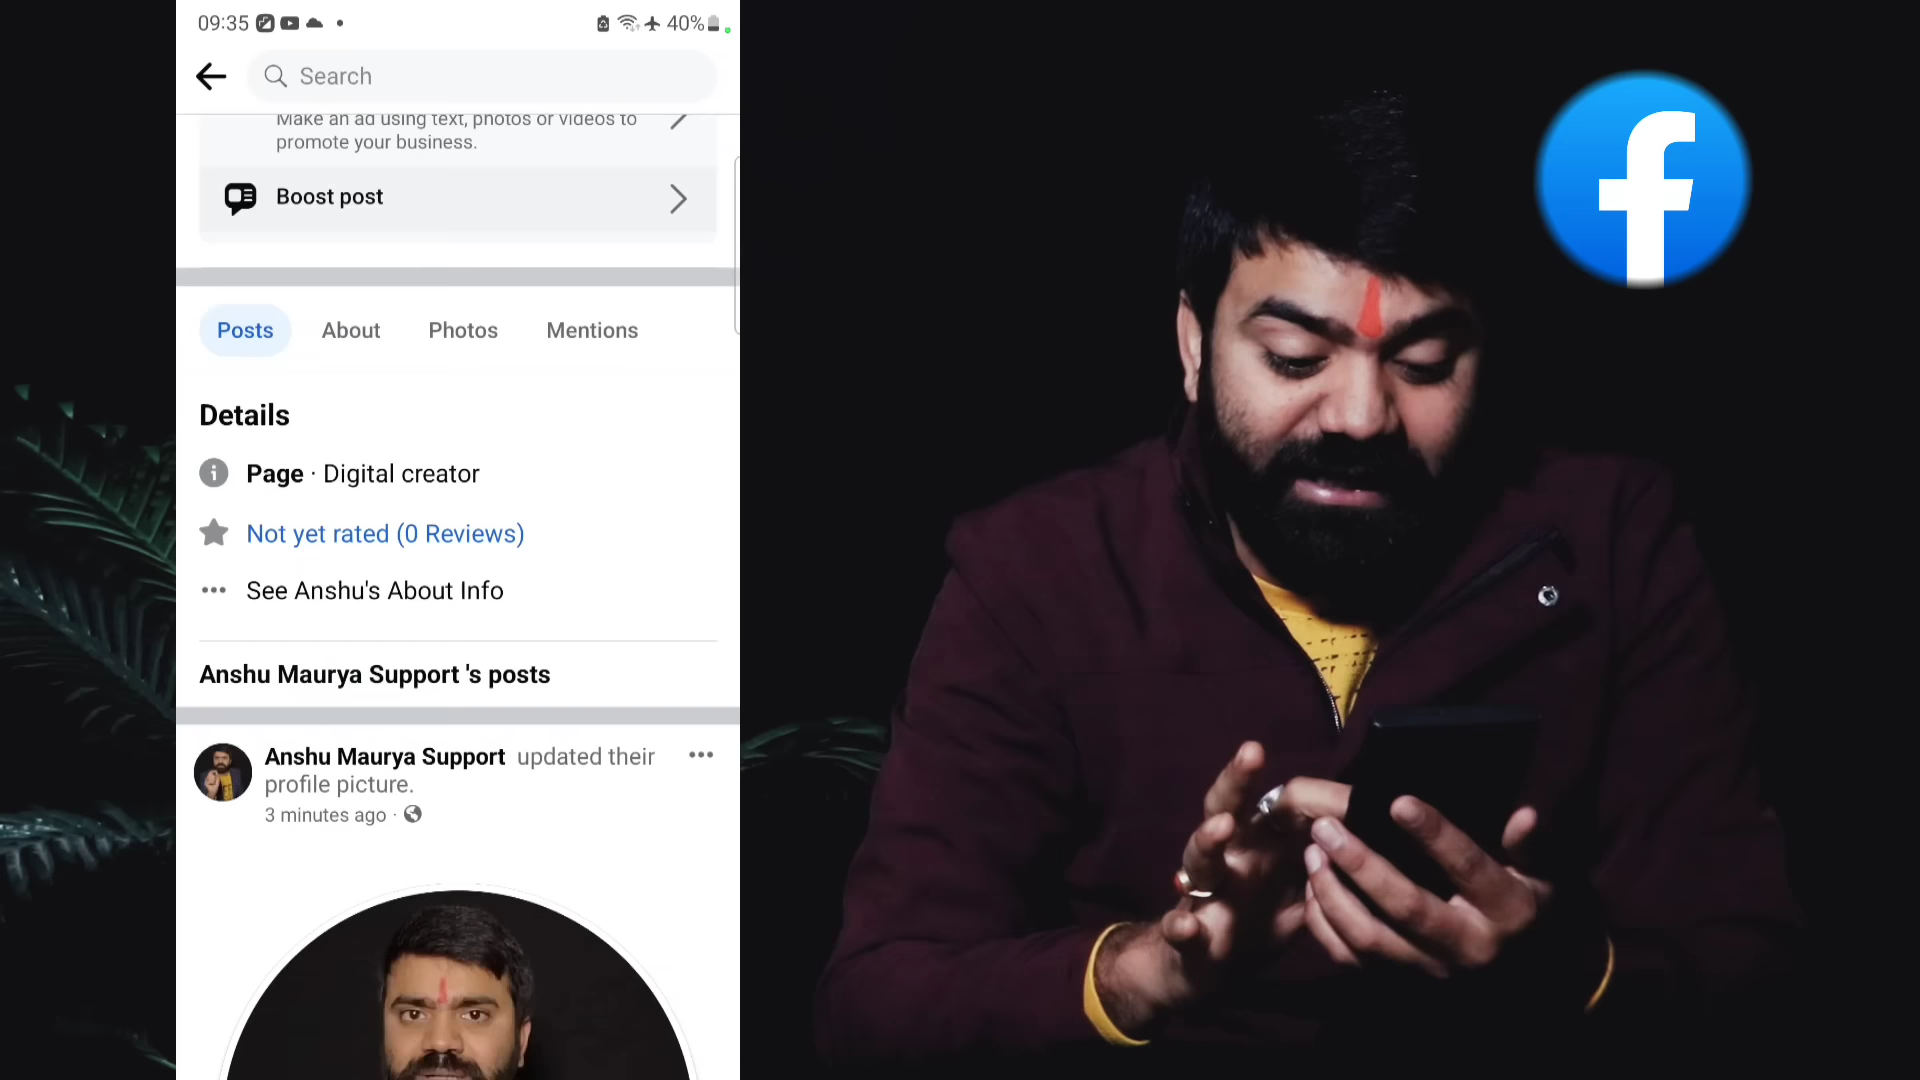 09:35
40%
Search
Make an ad using text, photos or videos to
promote your business.
Boost post
Posts
About
Photos
Mentions
Details
Page · Digital creator
Not yet rated (0 Reviews)
See Anshu's About Info
Anshu Maurya Support 's posts
Anshu Maurya Support updated their
profile picture.
3 minutes ago ·